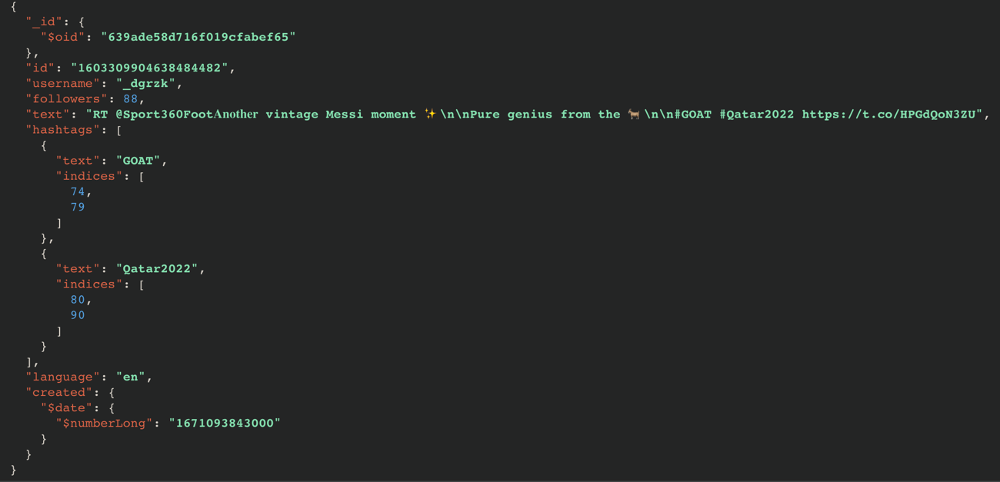 {
"_id": {
"$oid": "639ade58d716f019cfabef65"
},
"id": "1603309904638484482",
"username": "_dgrzk",
"followers": 88,
"text": "RT @Sport360FootAnother vintage Messi moment ✨\n\nPure genius from the 🐐\n\n#GOAT #Qatar2022 https://t.co/HPGdQoN3ZU",
"hashtags": [
{
"text": "GOAT",
"indices": [
74,
79
]
},
{
"text": "Qatar2022",
"indices": [
80,
90
]
}
],
"language": "en",
"created": {
"$date": {
"$numberLong": "1671093843000"
}
}
}